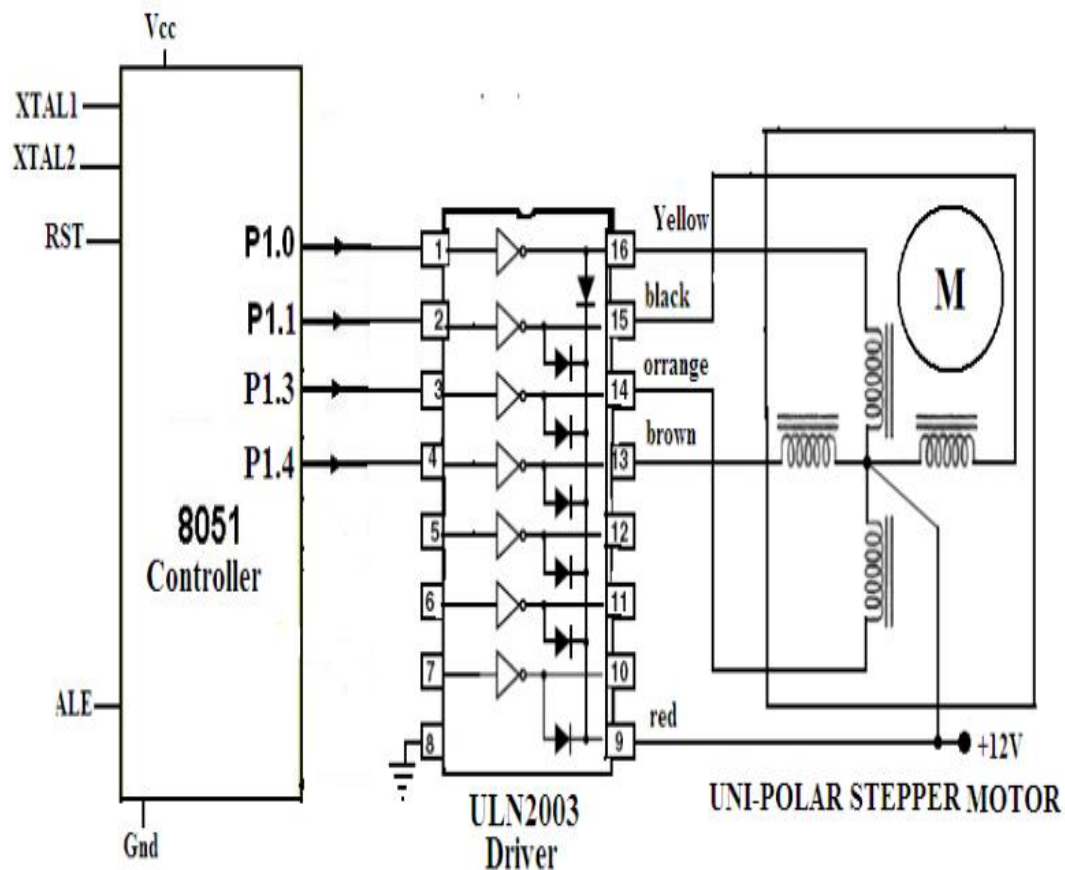 Vcc
XTAL1
XTAL2
RST
P1.0
P1.1
P1.3
P1.4
8051
Controller
ALE
Gnd
1
2
3
4
5
6
7
8
16
15
14
13
12
11
10
9
ULN2003
Driver
Yellow
black
orrange
brown
red
M
+12V
UNI-POLAR STEPPER MOTOR